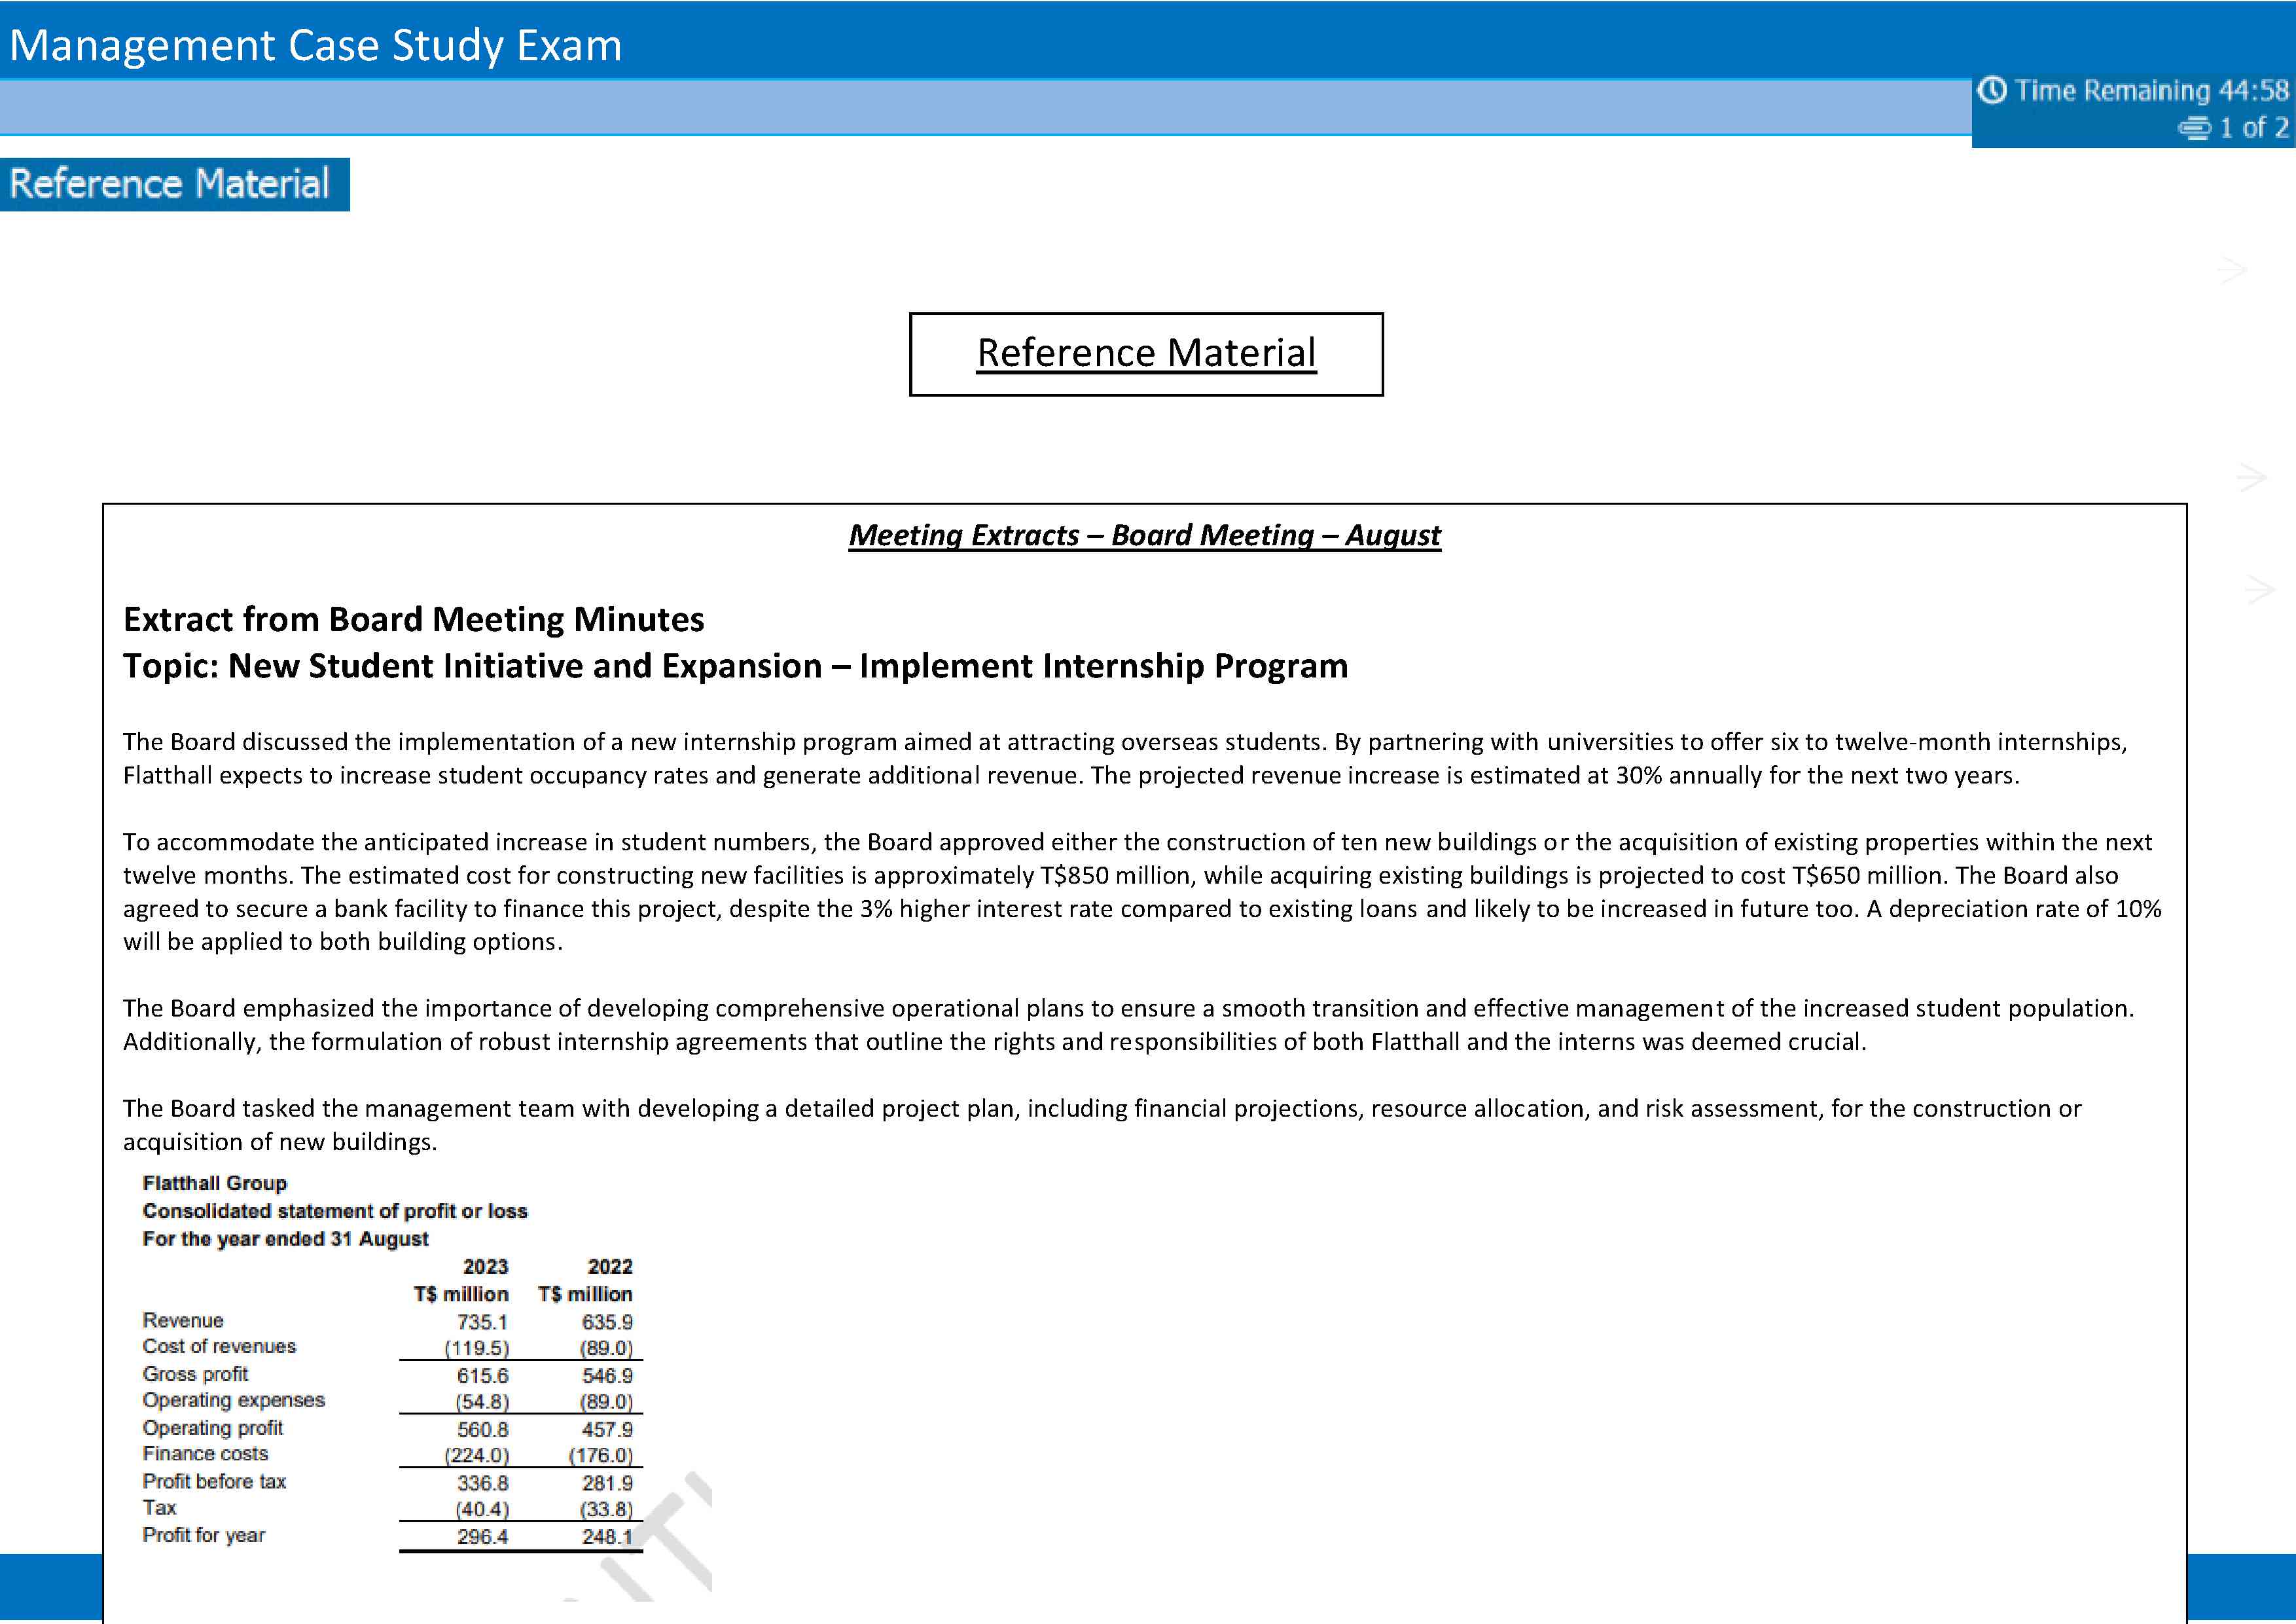 Management Case Study Exam
Time Remaining 44:58
1 of 2
Reference Material
Reference Material
Meeting Extracts – Board Meeting – August
Extract from Board Meeting Minutes
Topic: New Student Initiative and Expansion – Implement Internship Program
The Board discussed the implementation of a new internship program aimed at attracting overseas students. By partnering with universities to offer six to twelve-month internships,
Flatthall expects to increase student occupancy rates and generate additional revenue. The projected revenue increase is estimated at 30% annually for the next two years.
To accommodate the anticipated increase in student numbers, the Board approved either the construction of ten new buildings or the acquisition of existing properties within the next
twelve months. The estimated cost for constructing new facilities is approximately T$850 million, while acquiring existing buildings is projected to cost T$650 million. The Board also
agreed to secure a bank facility to finance this project, despite the 3% higher interest rate compared to existing loans and likely to be increased in future too. A depreciation rate of 10%
will be applied to both building options.
The Board emphasized the importance of developing comprehensive operational plans to ensure a smooth transition and effective management of the increased student population.
Additionally, the formulation of robust internship agreements that outline the rights and responsibilities of both Flatthall and the interns was deemed crucial.
The Board tasked the management team with developing a detailed project plan, including financial projections, resource allocation, and risk assessment, for the construction or
acquisition of new buildings.
Flatthall Group
Consolidated statement of profit or loss
For the year ended 31 August
2023 2022
T$ million T$ million
Revenue 735.1 635.9
Cost of revenues (119.5) (89.0)
Gross profit 615.6 546.9
Operating expenses (54.8) (89.0)
Operating profit 560.8 457.9
Finance costs (224.0) (176.0)
Profit before tax 336.8 281.9
Tax (40.4) (33.8)
Profit for year 296.4 248.1